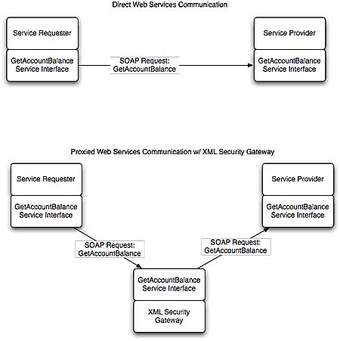 Direct Web Services Communication
Service Requester
Service Provider
GetAccountBalance
Service Interface
SOAP Request:
GetAccountBalance
GetAccountBalance
Service Interface
Proxied Web Services Communication w/ XML Security Gateway
Service Requester
Service Provider
GetAccountBalance
Service Interface
GetAccountBalance
Service Interface
SOAP Request:
GetAccountBalance
SOAP Request:
GetAccountBalance
GetAccountBalance
Service Interface
XML Security
Gateway